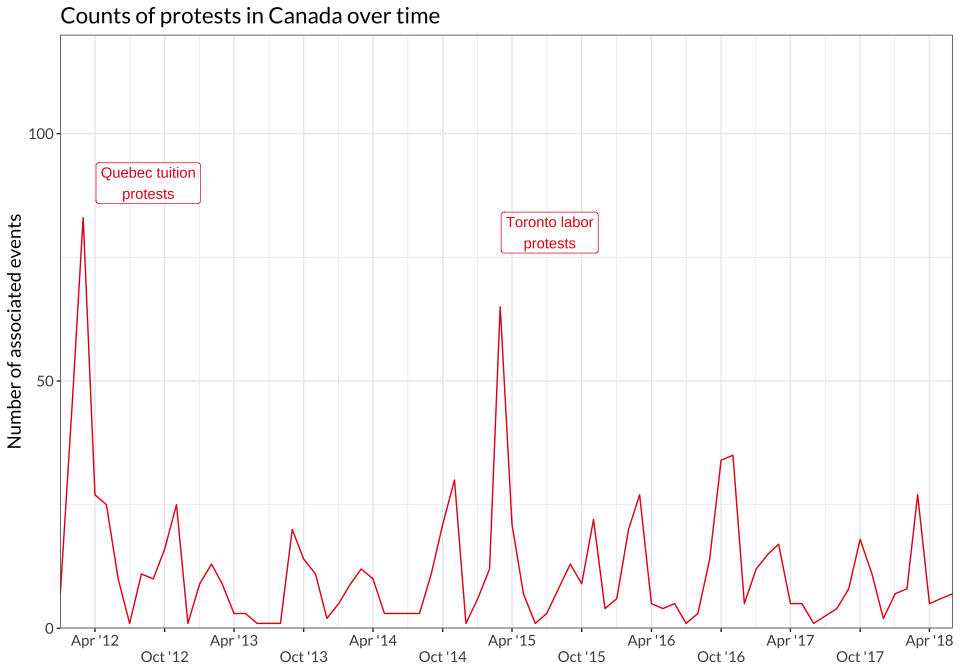 Counts of protests in Canada over time
Number of associated events
100
50
0
Quebec tuition
protests
Toronto labor
protests
Apr '12
Oct '12
Apr '13
Oct '13
Apr '14
Oct '14
Apr '15
Oct '15
Apr '16
Oct '16
Apr '17
Oct '17
Apr '18